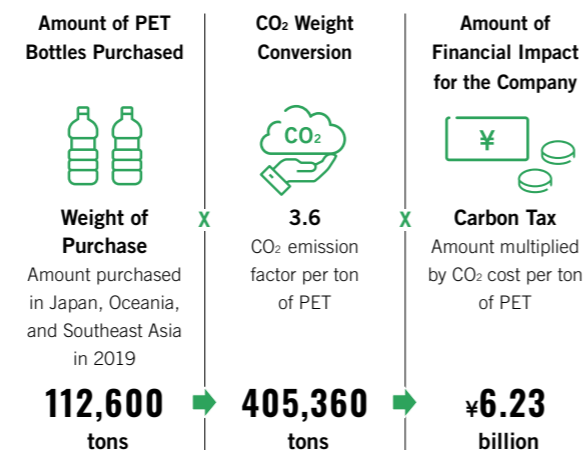 Amount of PET
Bottles Purchased
Weight of
Purchase
Amount purchased
in Japan, Oceania,
and Southeast Asia
in 2019
112,600
tons
X
CO₂ Weight
Conversion
CO₂
3.6
CO₂ emission
factor per ton
of PET
405,360
tons
X
Amount of
Financial Impact
for the Company
¥
Carbon Tax
Amount multiplied
by CO₂ cost per ton
of PET
¥6.23
billion